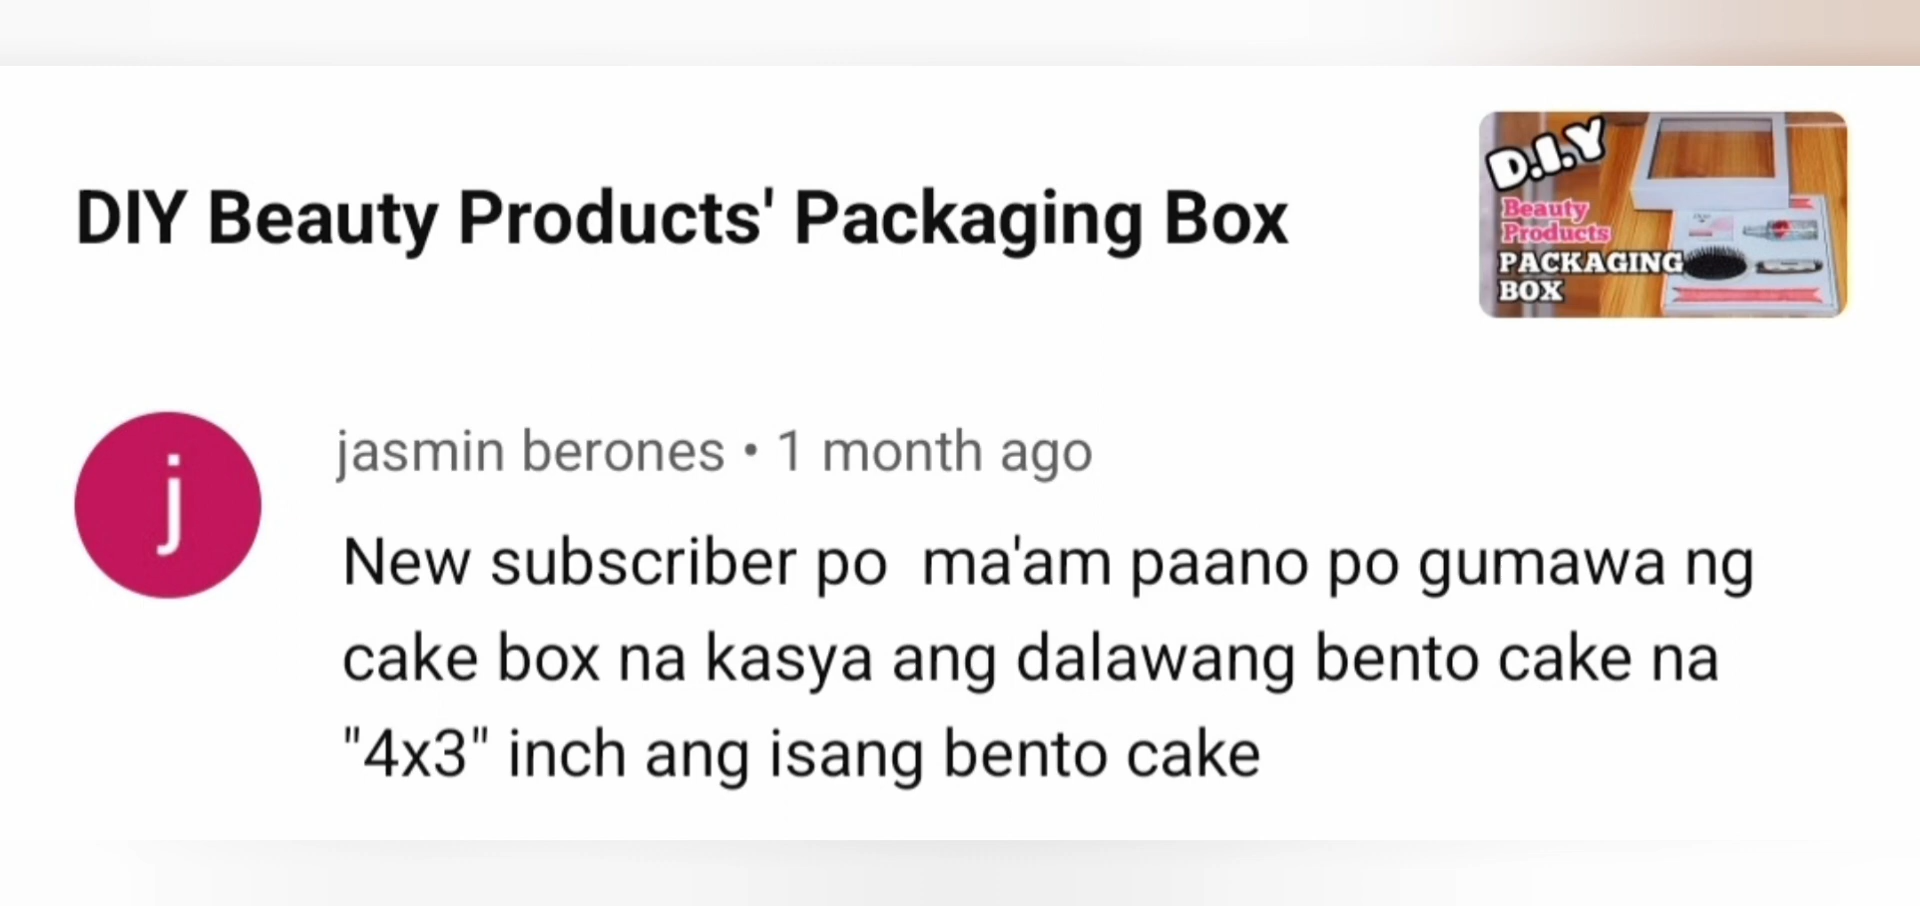 DIY Beauty Products' Packaging Box
D.I.Y
Beauty
Products
PACKAGING
BOX
j
jasmin berones • 1 month ago
New subscriber po  ma'am paano po gumawa ng
cake box na kasya ang dalawang bento cake na
"4x3" inch ang isang bento cake